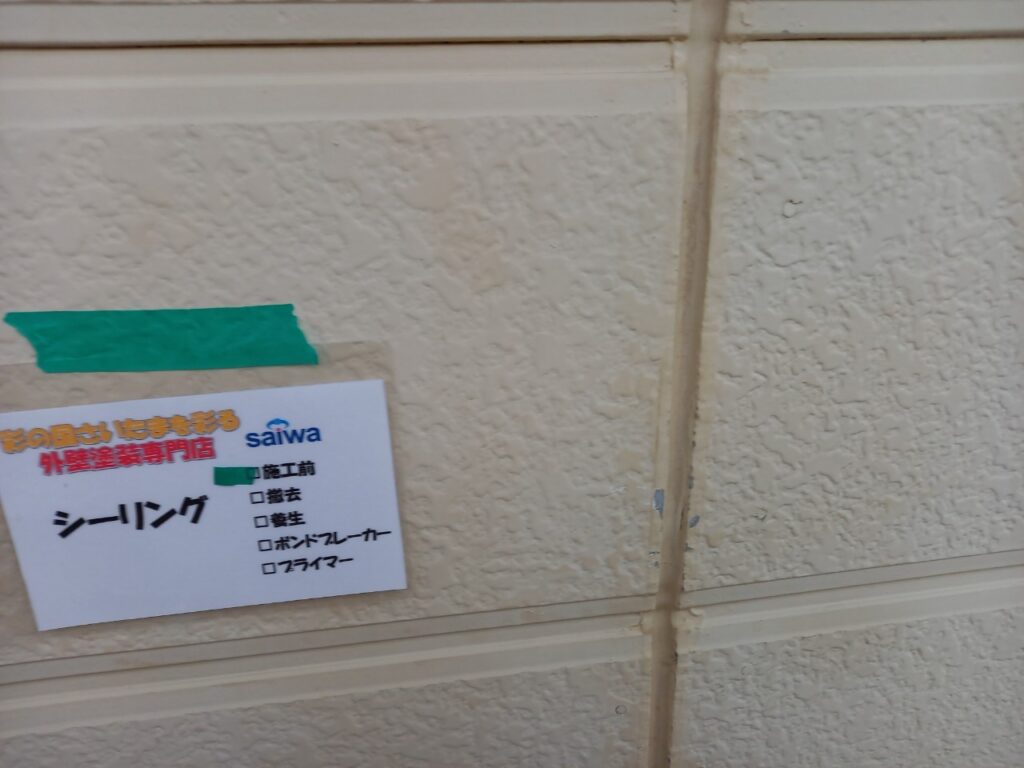 彩の国さいたまを彩る
外壁塗装専門店
saiwa
シーリング
□施工前
□撤去
□養生
□ボンドブレーカー
□プライマー